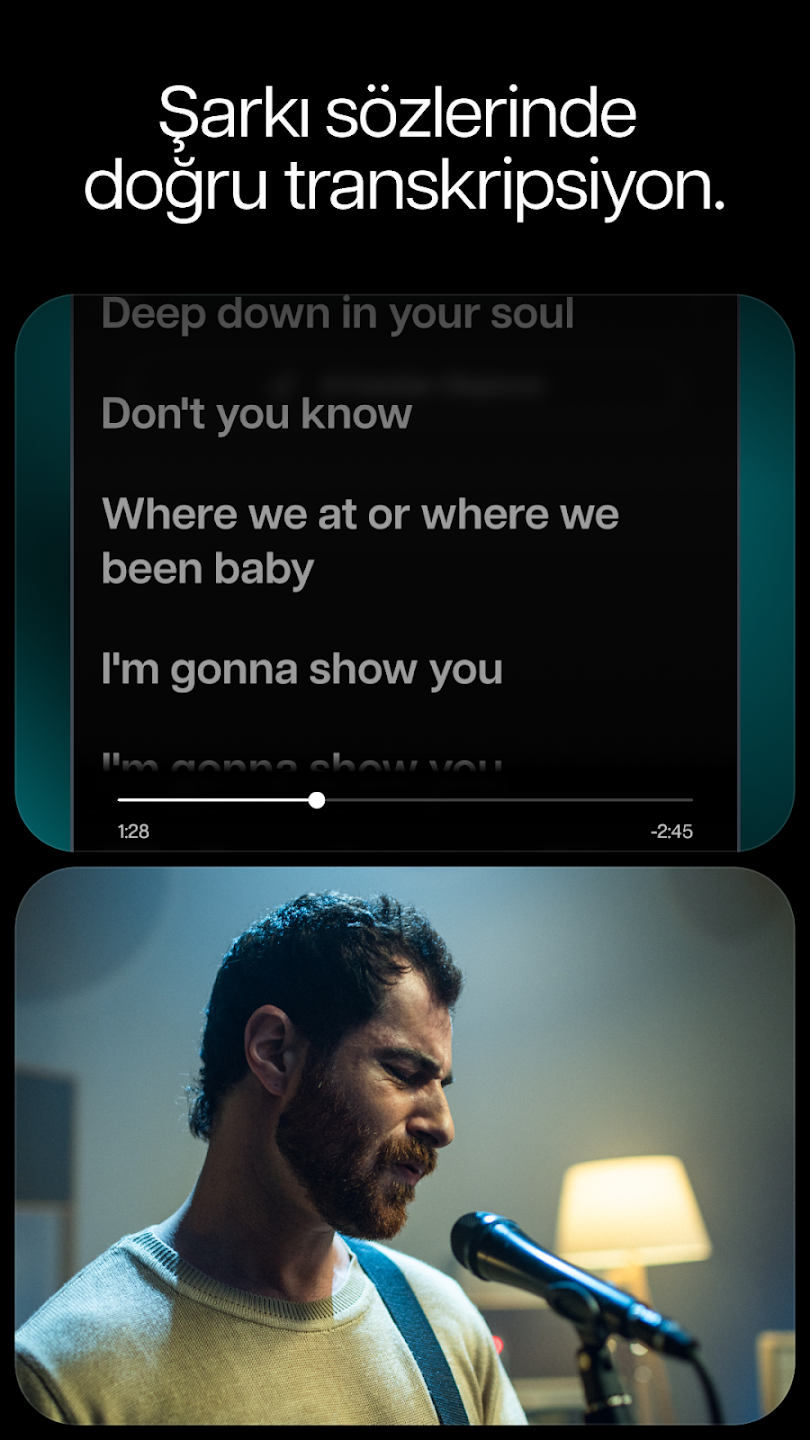 Şarkı sözlerinde
doğru transkripsiyon.
Deep down in your soul
Don't you know
Where we at or where we
been baby
I'm gonna show you
I'm gonna show you
1:28
-2:45